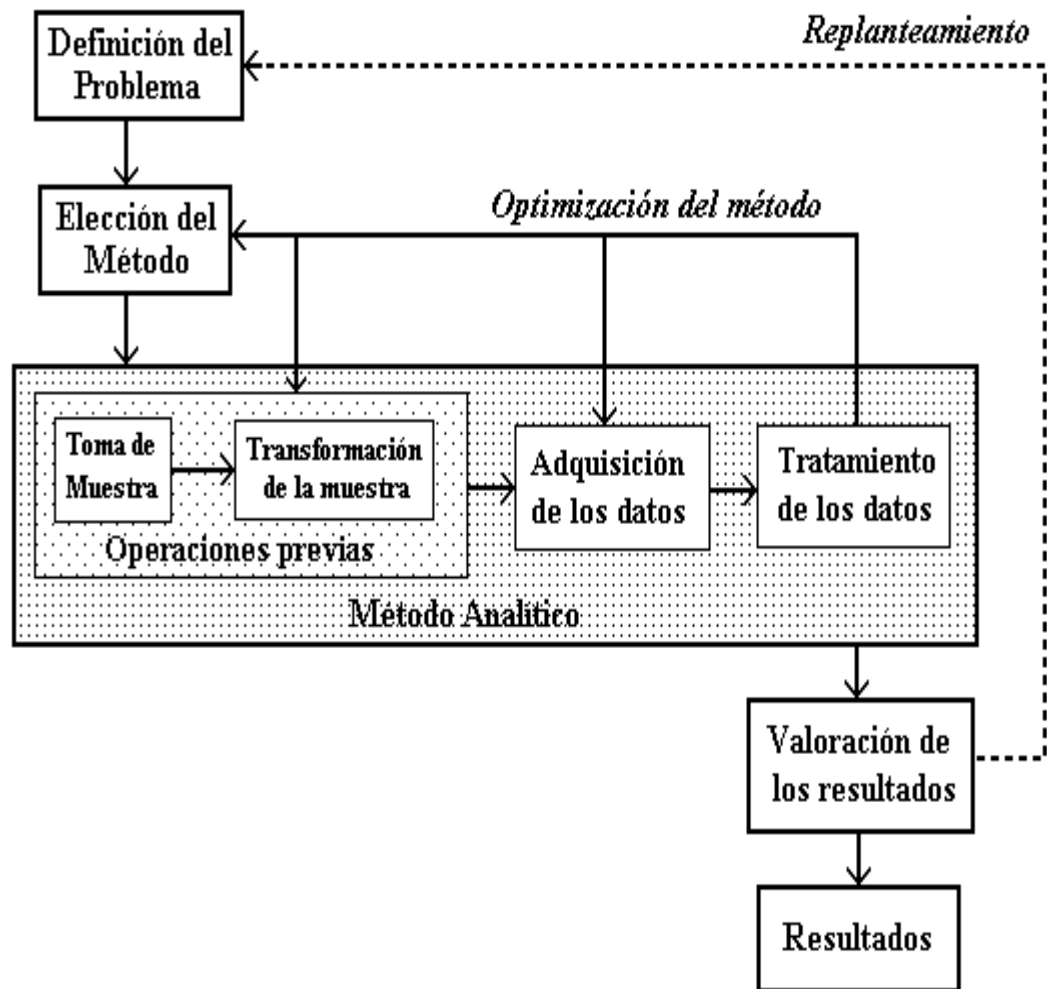 Definición del
Problema
Replanteamiento
Elección del
Método
Optimización del método
Toma de
Muestra
Transformación
de la muestra
Operaciones previas
Adquisición
de los datos
Tratamiento
de los datos
Método Analítico
Valoración de
los resultados
Resultados